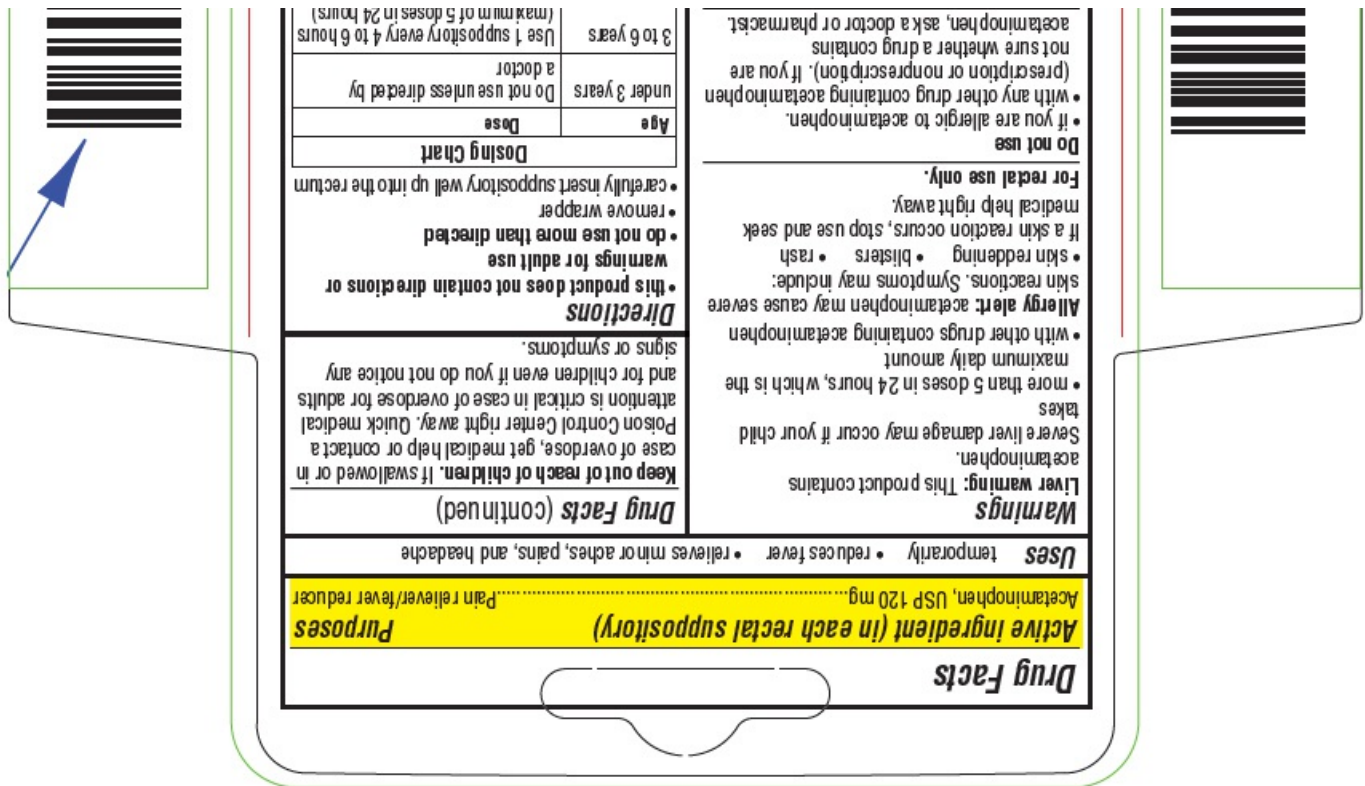 Drug Facts
Active ingredient (in each rectal suppository) Purposes
Acetaminophen, USP 120 mg......................................................................Pain reliever/fever reducer
Uses temporarily • reduces fever • relieves minor aches, pains, and headache
Warnings
Liver warning: This product contains
acetaminophen.
Severe liver damage may occur if your child
takes
• more than 5 doses in 24 hours, which is the
maximum daily amount
• with other drugs containing acetaminophen
Allergy alert: acetaminophen may cause severe
skin reactions. Symptoms may include:
• skin reddening • blisters • rash
If a skin reaction occurs, stop use and seek
medical help right away.
For rectal use only.
Do not use
• if you are allergic to acetaminophen.
• with any other drug containing acetaminophen
(prescription or nonprescription). If you are
not sure whether a drug contains
acetaminophen, ask a doctor or pharmacist.
Drug Facts (continued)
Keep out of reach of children. If swallowed or in
case of overdose, get medical help or contact a
Poison Control Center right away. Quick medical
attention is critical in case of overdose for adults
and for children even if you do not notice any
signs or symptoms.
Directions
• this product does not contain directions or
warnings for adult use
• do not use more than directed
• remove wrapper
• carefully insert suppository well up into the rectum
Dosing Chart
Age Dose
under 3 years Do not use unless directed by
a doctor
3 to 6 years Use 1 suppository every 4 to 6 hours
(maximum of 5 doses in 24 hours)